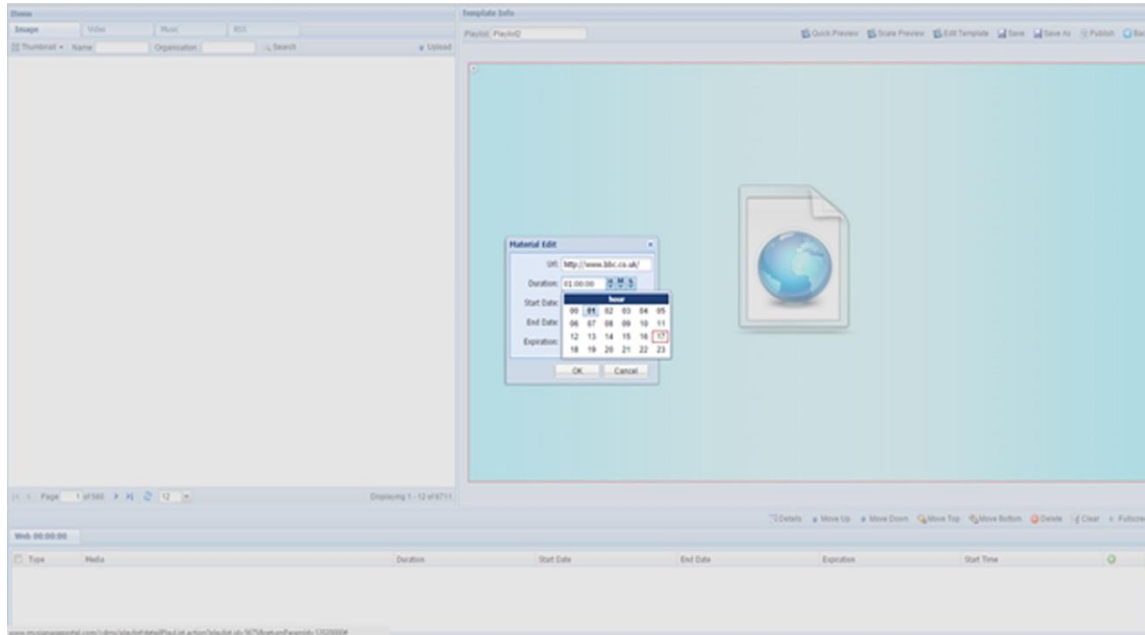 Items Template Info
Image Video Music RSS Playlist: Playlist2 Quick Preview Scale Preview Edit Template Save Save As Publish Bac
Thumbnail Name Organisation Search Upload
Material Edit
Url: http://www.bbc.co.uk/
Duration: 01:00:00 H M S
Start Date:
hour
00 01 02 03 04 05
End Date:
06 07 08 09 10 11
Expiration:
12 13 14 15 16 17
18 19 20 21 22 23
OK Cancel
Page 1 of 560 12 Displaying 1 - 12 of 6711
Details Move Up Move Down Move Top Move Bottom Delete Clear Fullscree
Web 00:00:00
Type Media Duration Start Date End Date Expiration Start Time